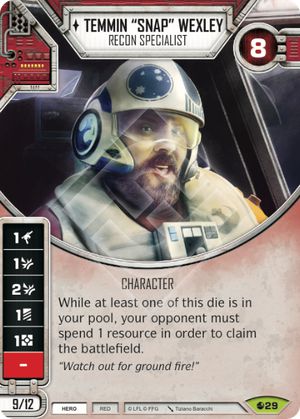 TEMMIN “SNAP” WEXLEY
RECON SPECIALIST
8
CHARACTER
While at least one of this die is in
your pool, your opponent must
spend 1 resource in order to claim
the battlefield.
“Watch out for ground fire!”
1
1
2
1
1
–
9/12
HERO
RED
© LFL © FFG
Tiziano Baracchi
29